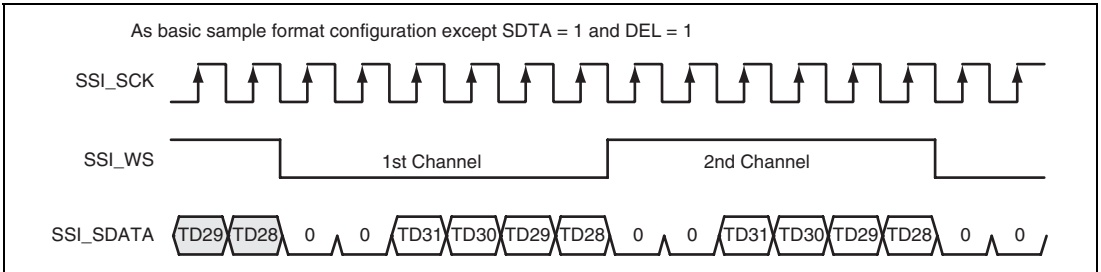 As basic sample format configuration except SDTA = 1 and DEL = 1
SSI_SCK
SSI_WS 1st Channel 2nd Channel
SSI_SDATA TD29 TD28 0 0 TD31 TD30 TD29 TD28 0 0 TD31 TD30 TD29 TD28 0 0